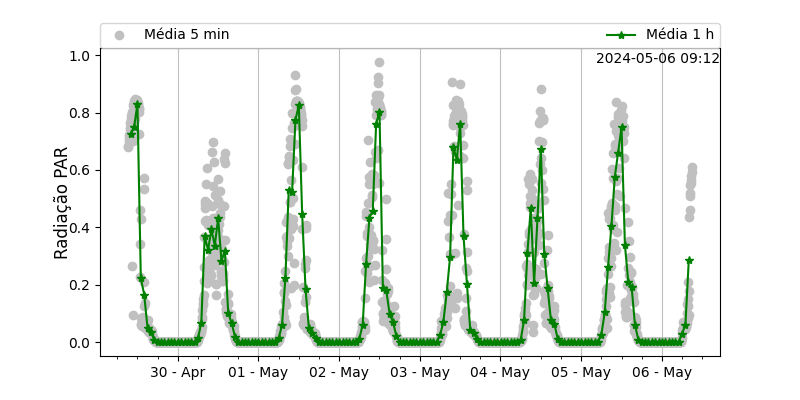 Média 5 min
Média 1 h
2024-05-06 09:12
Radiação PAR
1.0
0.8
0.6
0.4
0.2
0.0
30 - Apr
01 - May
02 - May
03 - May
04 - May
05 - May
06 - May